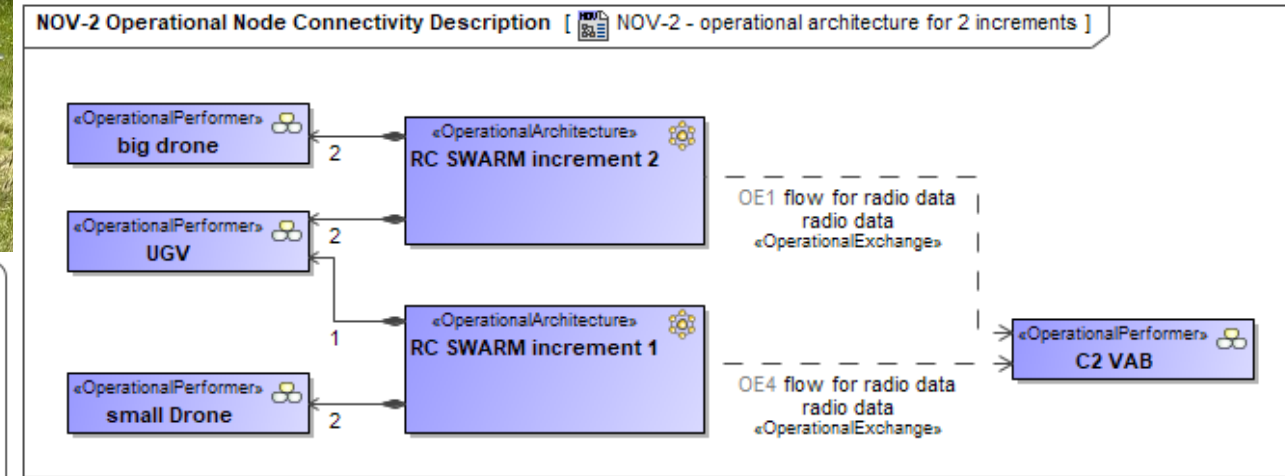 NOV-2 Operational Node Connectivity Description [ NOV-2 - operational architecture for 2 increments ]
«OperationalPerformer»
big drone
2
«OperationalArchitecture»
RC SWARM increment 2
OE1 flow for radio data
radio data
«OperationalExchange»
«OperationalPerformer»
UGV
2
1
«OperationalArchitecture»
RC SWARM increment 1
OE4 flow for radio data
radio data
«OperationalExchange»
«OperationalPerformer»
C2 VAB
«OperationalPerformer»
small Drone
2